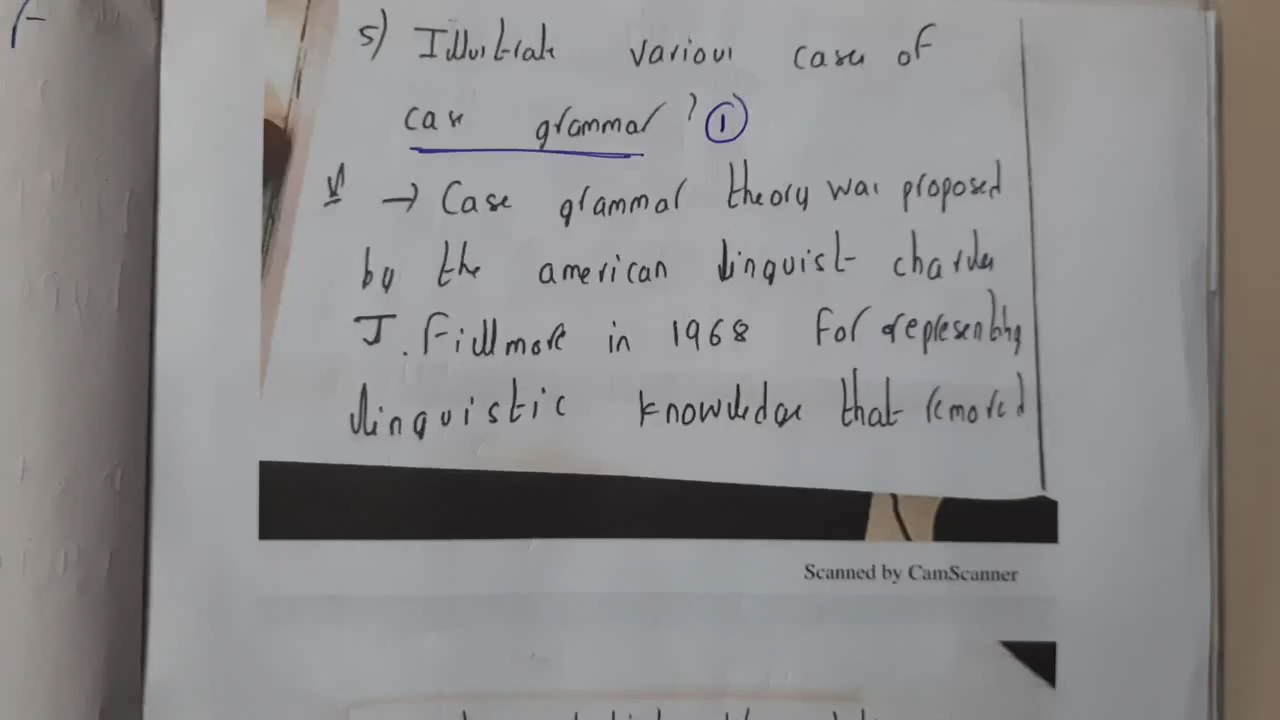 5) Illustrate various cases of
case grammar? ①
→ Case grammar theory was proposed
by the american linguist charles
J. Fillmore in 1968 For representing
linguistic knowledge that removed
Scanned by CamScanner